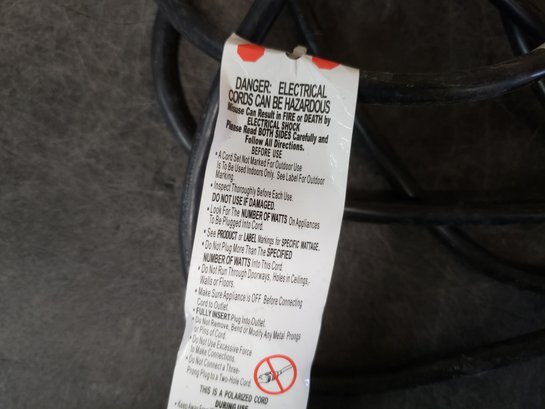 DANGER: ELECTRICAL
CORDS CAN BE HAZARDOUS
Misuse Can Result in FIRE or DEATH by
ELECTRICAL SHOCK
Please Read BOTH SIDES Carefully and
Follow All Directions.
BEFORE USE
• A Cord Set Not Marked For Outdoor Use
Is To Be Used Indoors Only. See Label For Outdoor
Marking.
• Inspect Thoroughly Before Each Use.
DO NOT USE IF DAMAGED.
• Look For The NUMBER OF WATTS On Appliances
To Be Plugged Into Cord.
• See PRODUCT or LABEL Markings for SPECIFIC WATTAGE.
• Do Not Plug More Than The SPECIFIED
NUMBER OF WATTS Into This Cord.
• Do Not Run Through Doorways, Holes in Ceilings,
Walls or Floors.
• Make Sure Appliance is OFF Before Connecting
Cord to Outlet.
• FULLY INSERT Plug Into Outlet.
• Do Not Remove, Bend or Modify Any Metal Prongs
or Pins of Cord.
• Do Not Use Excessive Force
to Make Connections.
• Do Not Connect a Three-
Prong Plug to a Two-Hole Cord.
THIS IS A POLARIZED CORD
DURING USE
• Keep Away From